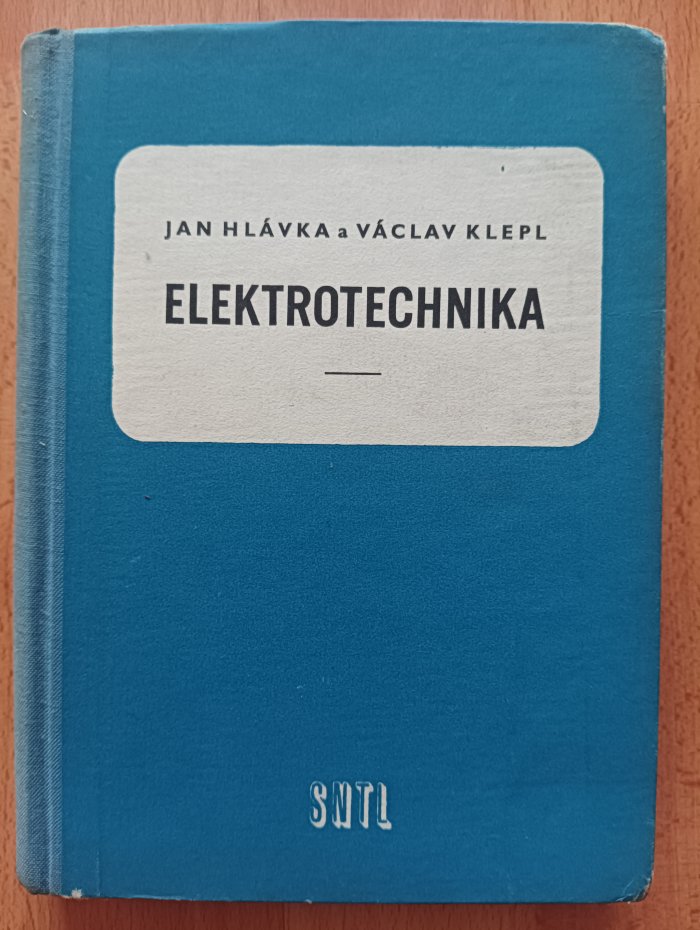 JAN HLÁVKA a VÁCLAV KLEPL
ELEKTROTECHNIKA
SNTL